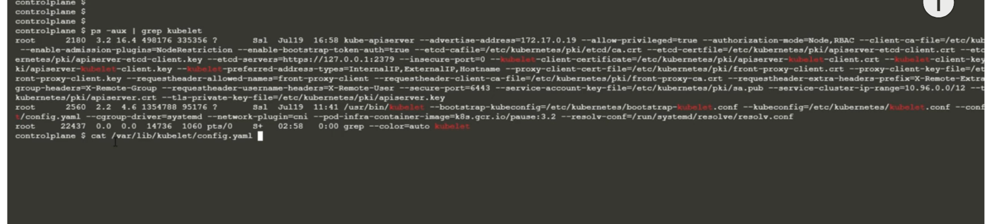 controlplane $
controlplane $
controlplane $
controlplane $ ps -aux | grep kubelet
root 2180 3.2 16.4 498176 335356 ? Ssl Jul19 16:58 kube-apiserver --advertise-address=172.17.0.19 --allow-privileged=true --authorization-mode=Node,RBAC --client-ca-file=/etc/kub
--enable-admission-plugins=NodeRestriction --enable-bootstrap-token-auth=true --etcd-cafile=/etc/kubernetes/pki/etcd/ca.crt --etcd-certfile=/etc/kubernetes/pki/apiserver-etcd-client.crt --etc
ernetes/pki/apiserver-etcd-client.key --etcd-servers=https://127.0.0.1:2379 --insecure-port=0 --kubelet-client-certificate=/etc/kubernetes/pki/apiserver-kubelet-client.crt --kubelet-client-key
ki/apiserver-kubelet-client.key --kubelet-preferred-address-types=InternalIP,ExternalIP,Hostname --proxy-client-cert-file=/etc/kubernetes/pki/front-proxy-client.crt --proxy-client-key-file=/et
ront-proxy-client.key --requestheader-allowed-names=front-proxy-client --requestheader-client-ca-file=/etc/kubernetes/pki/front-proxy-ca.crt --requestheader-extra-headers-prefix=X-Remote-Extra
group-headers=X-Remote-Group --requestheader-username-headers=X-Remote-User --secure-port=6443 --service-account-key-file=/etc/kubernetes/pki/sa.pub --service-cluster-ip-range=10.96.0.0/12 --t
kubernetes/pki/apiserver.crt --tls-private-key-file=/etc/kubernetes/pki/apiserver.key
root 2560 2.2 4.6 1354788 95176 ? Ssl Jul19 11:41 /usr/bin/kubelet --bootstrap-kubeconfig=/etc/kubernetes/bootstrap-kubelet.conf --kubeconfig=/etc/kubernetes/kubelet.conf --conf
t/config.yaml --cgroup-driver=systemd --network-plugin=cni --pod-infra-container-image=k8s.gcr.io/pause:3.2 --resolv-conf=/run/systemd/resolve/resolv.conf
root 22437 0.0 0.0 14736 1060 pts/0 S+ 02:58 0:00 grep --color=auto kubelet
controlplane $ cat /var/lib/kubelet/config.yaml